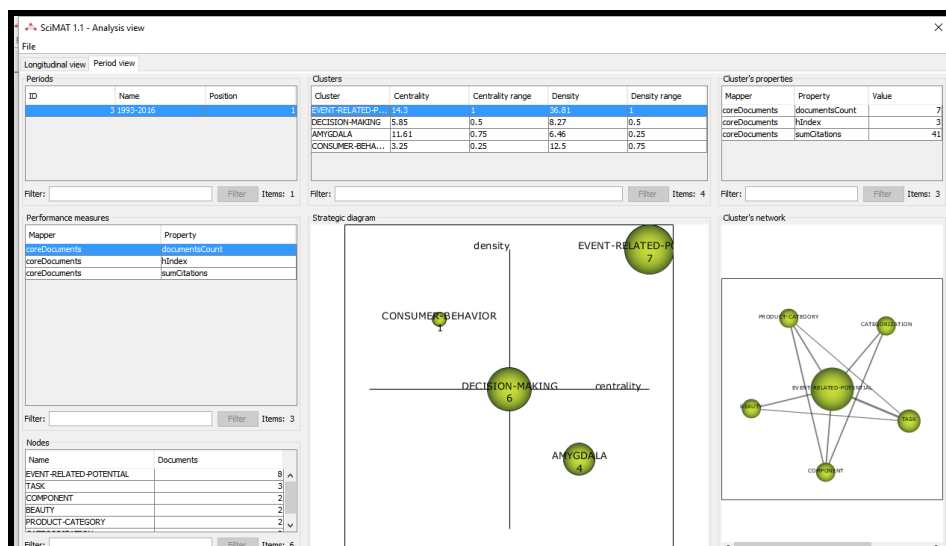 SciMAT 1.1 - Analysis view
File
Longitudinal view Period view
Periods
ID Name Position
3 1993-2016 1
Filter: Filter Items: 1
Clusters
Cluster Centrality Centrality range Density Density range
EVENT-RELATED-P... 14.3 1 36.81 1
DECISION-MAKING 5.85 0.5 8.27 0.5
AMYGDALA 11.61 0.75 6.46 0.25
CONSUMER-BEHA... 3.25 0.25 12.5 0.75
Filter: Filter Items: 4
Cluster's properties
Mapper Property Value
coreDocuments documentsCount 7
coreDocuments hIndex 3
coreDocuments sumCitations 41
Filter: Filter Items: 3
Performance measures
Mapper Property
coreDocuments documentsCount
coreDocuments hIndex
coreDocuments sumCitations
Filter: Filter Items: 3
Nodes
Name Documents
EVENT-RELATED-POTENTIAL 8
TASK 3
COMPONENT 2
BEAUTY 2
PRODUCT-CATEGORY 2
Filter: Filter Items: 6
Strategic diagram
density
EVENT-RELATED-P
7
CONSUMER-BEHAVIOR
1
DECISION-MAKING
6
centrality
AMYGDALA
4
Cluster's network
PRODUCT-CATEGORY
CATEGORIZATION
EVENT-RELATED-POTENTIAL
BEAUTY
TASK
COMPONENT